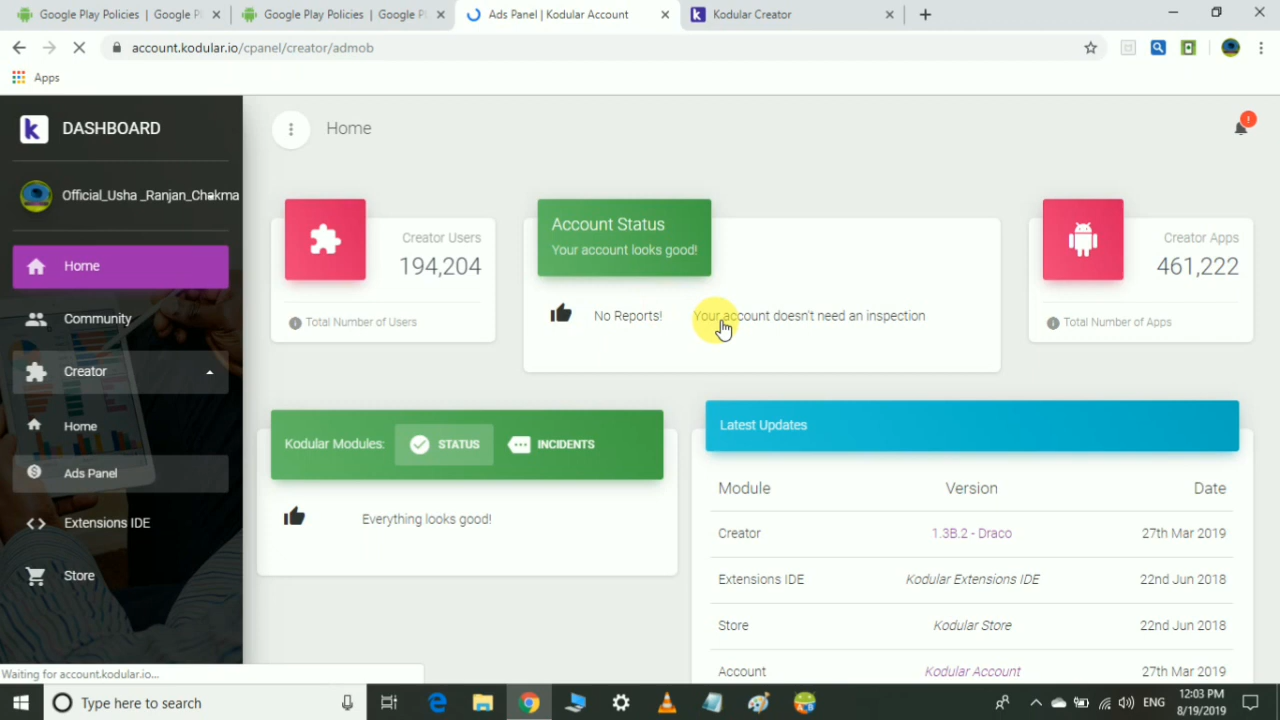 Google Play Policies | Google P
Google Play Policies | Google P
Ads Panel | Kodular Account
Kodular Creator
account.kodular.io/cpanel/creator/admob
Apps
k DASHBOARD
Home
Official_Usha _Ranjan_Chakma
Home
Community
Creator
Home
Ads Panel
Extensions IDE
Store
Creator Users
194,204
Total Number of Users
Account Status
Your account looks good!
No Reports! Your account doesn't need an inspection
Creator Apps
461,222
Total Number of Apps
Kodular Modules: STATUS INCIDENTS
Everything looks good!
Latest Updates
Module Version Date
Creator 1.3B.2 - Draco 27th Mar 2019
Extensions IDE Kodular Extensions IDE 22nd Jun 2018
Store Kodular Store 22nd Jun 2018
Account Kodular Account 27th Mar 2019
Waiting for account.kodular.io...
Type here to search
ENG
12:03 PM
8/19/2019